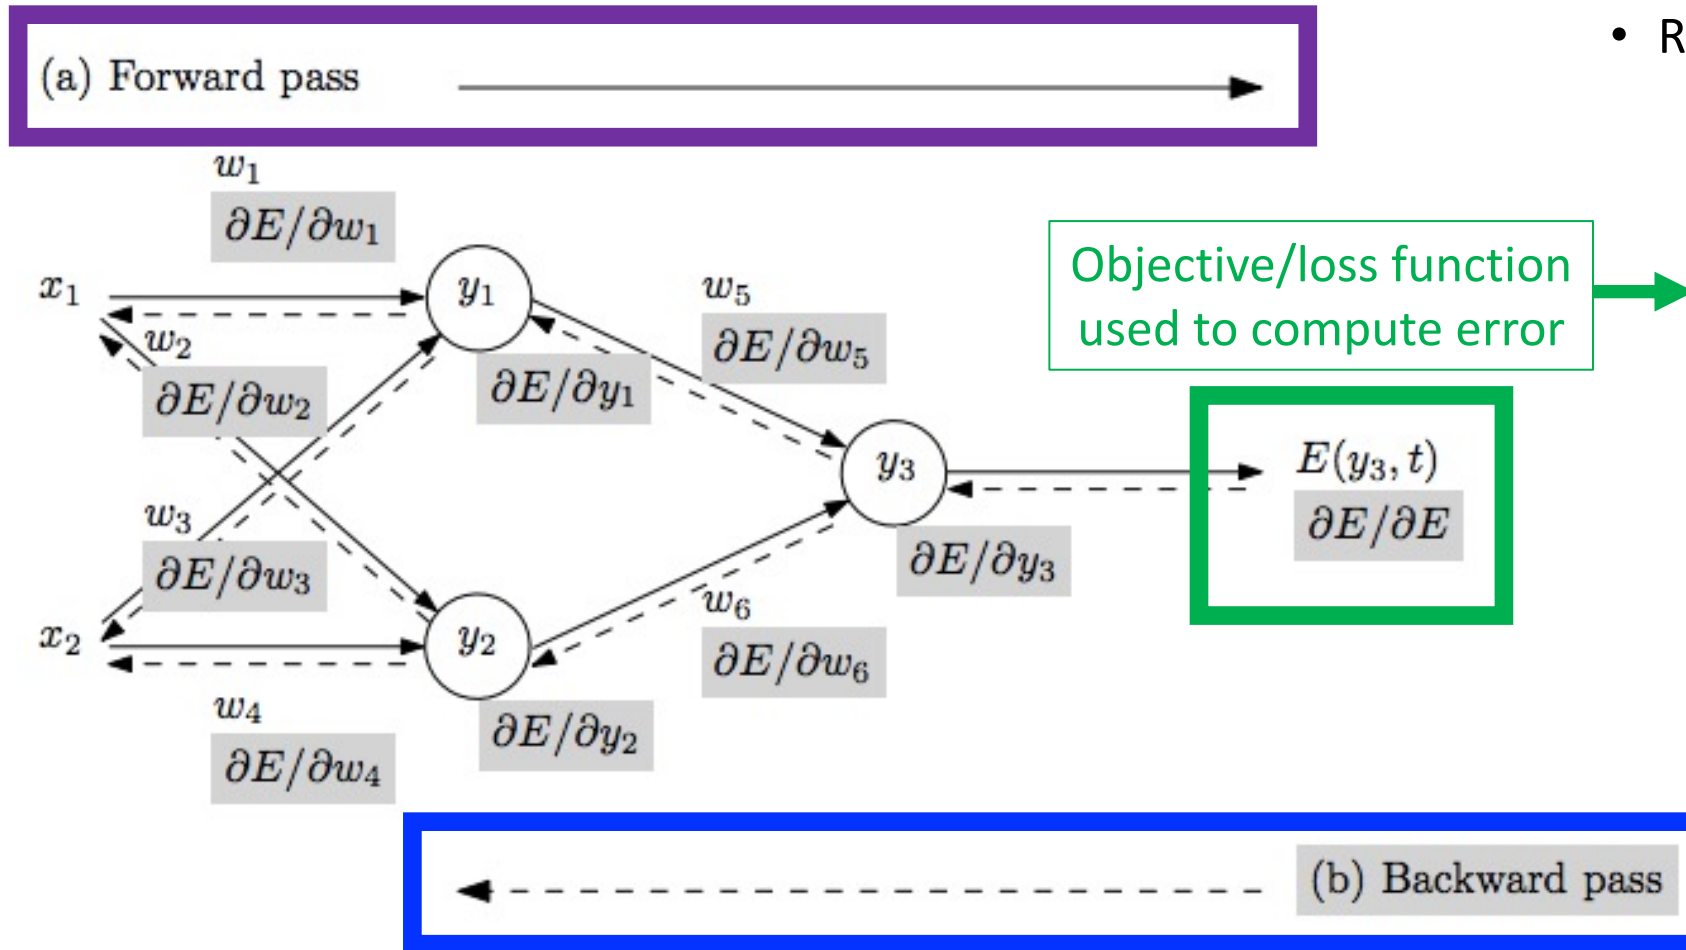 (a) Forward pass
• R
w₁
∂E/∂w₁
x₁
y₁
w₂
∂E/∂w₂
∂E/∂y₁
w₅
∂E/∂w₅
Objective/loss function
used to compute error
y₃
E(y₃, t)
∂E/∂E
∂E/∂y₃
w₃
∂E/∂w₃
x₂
y₂
w₆
∂E/∂w₆
∂E/∂y₂
w₄
∂E/∂w₄
(b) Backward pass